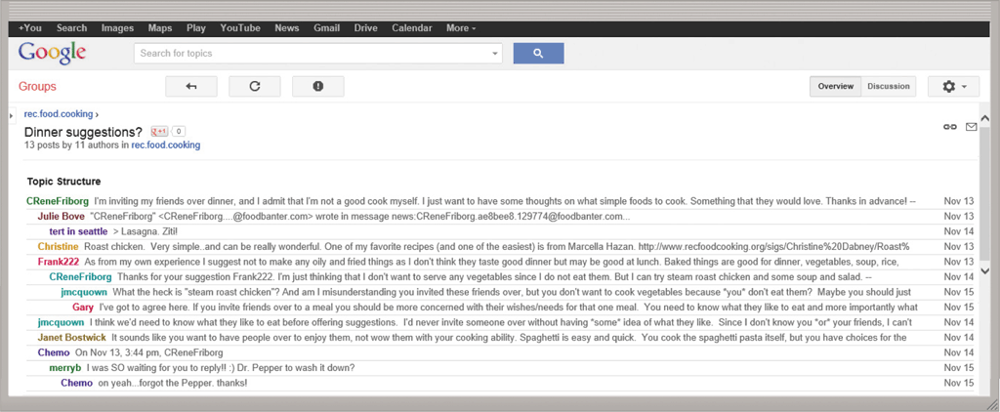 +You Search Images Maps Play YouTube News Gmail Drive Calendar More
Google Search for topics
Groups Overview Discussion
rec.food.cooking ›
Dinner suggestions? g+1 0
13 posts by 11 authors in rec.food.cooking
Topic Structure
CReneFriborg I'm inviting my friends over dinner, and I admit that I'm not a good cook myself. I just want to have some thoughts on what simple foods to cook. Something that they would love. Thanks in advance! -- Nov 13
Julie Bove "CReneFriborg" <CReneFriborg....@foodbanter.com> wrote in message news:CReneFriborg.ae8bee8.129774@foodbanter.com... Nov 13
tert in seattle > Lasagna. Ziti! Nov 14
Christine Roast chicken. Very simple..and can be really wonderful. One of my favorite recipes (and one of the easiest) is from Marcella Hazan. http://www.recfoodcooking.org/sigs/Christine%20Dabney/Roast% Nov 13
Frank222 As from my own experience I suggest not to make any oily and fried things as I don't think they taste good dinner but may be good at lunch. Baked things are good for dinner, vegetables, soup, rice, Nov 13
CReneFriborg Thanks for your suggestion Frank222. I'm just thinking that I don't want to serve any vegetables since I do not eat them. But I can try steam roast chicken and some soup and salad. -- Nov 14
jmcquown What the heck is "steam roast chicken"? And am I misunderstanding you invited these friends over, but you don't want to cook vegetables because *you* don't eat them? Maybe you should just Nov 15
Gary I've got to agree here. If you invite friends over to a meal you should be more concerned with their wishes/needs for that one meal. You need to know what they like to eat and more importantly what Nov 15
jmcquown I think we'd need to know what they like to eat before offering suggestions. I'd never invite someone over without having *some* idea of what they like. Since I don't know you *or* your friends, I can't Nov 14
Janet Bostwick It sounds like you want to have people over to enjoy them, not wow them with your cooking ability. Spaghetti is easy and quick. You cook the spaghetti pasta itself, but you have choices for the Nov 14
Chemo On Nov 13, 3:44 pm, CReneFriborg Nov 14
merryb I was SO waiting for you to reply!! :) Dr. Pepper to wash it down? Nov 15
Chemo on yeah...forgot the Pepper. thanks! Nov 15